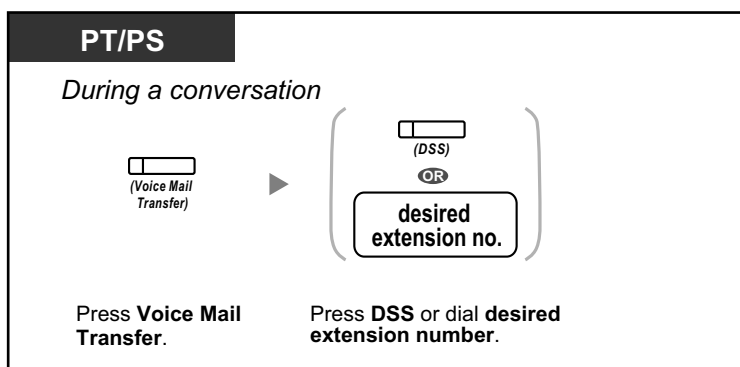 PT/PS
During a conversation
(Voice Mail
Transfer)
(DSS)
OR
desired
extension no.
Press Voice Mail
Transfer.
Press DSS or dial desired
extension number.